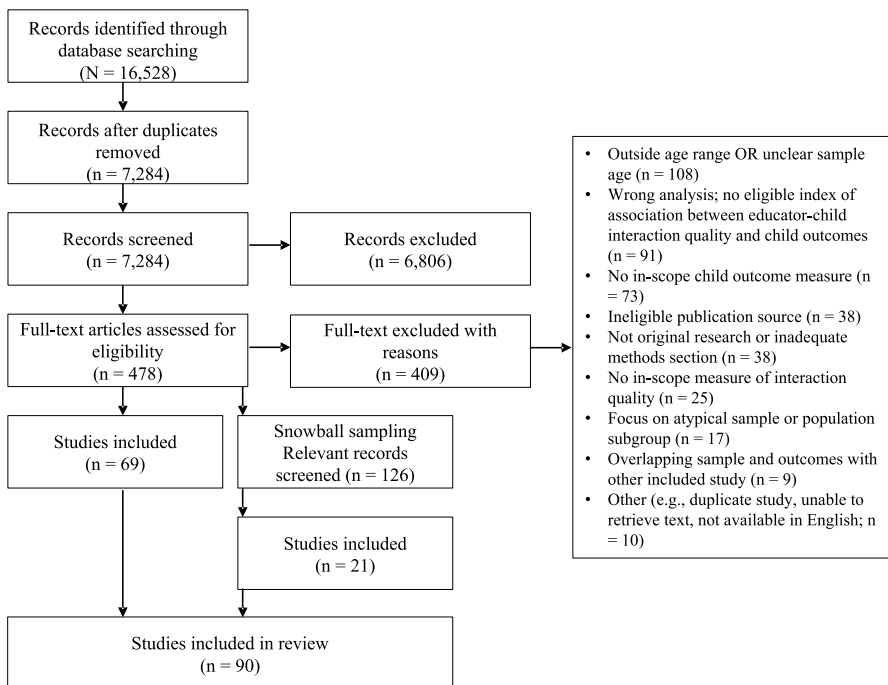 Records identified through
database searching
(N = 16,528)
Records after duplicates
removed
(n = 7,284)
Records screened
(n = 7,284)
Records excluded
(n = 6,806)
Full-text articles assessed for
eligibility
(n = 478)
Full-text excluded with
reasons
(n = 409)
• Outside age range OR unclear sample
age (n = 108)
• Wrong analysis; no eligible index of
association between educator-child
interaction quality and child outcomes
(n = 91)
• No in-scope child outcome measure (n =
73)
• Ineligible publication source (n = 38)
• Not original research or inadequate
methods section (n = 38)
• No in-scope measure of interaction
quality (n = 25)
• Focus on atypical sample or population
subgroup (n = 17)
• Overlapping sample and outcomes with
other included study (n = 9)
• Other (e.g., duplicate study, unable to
retrieve text, not available in English; n
= 10)
Studies included
(n = 69)
Snowball sampling
Relevant records
screened (n = 126)
Studies included
(n = 21)
Studies included in review
(n = 90)